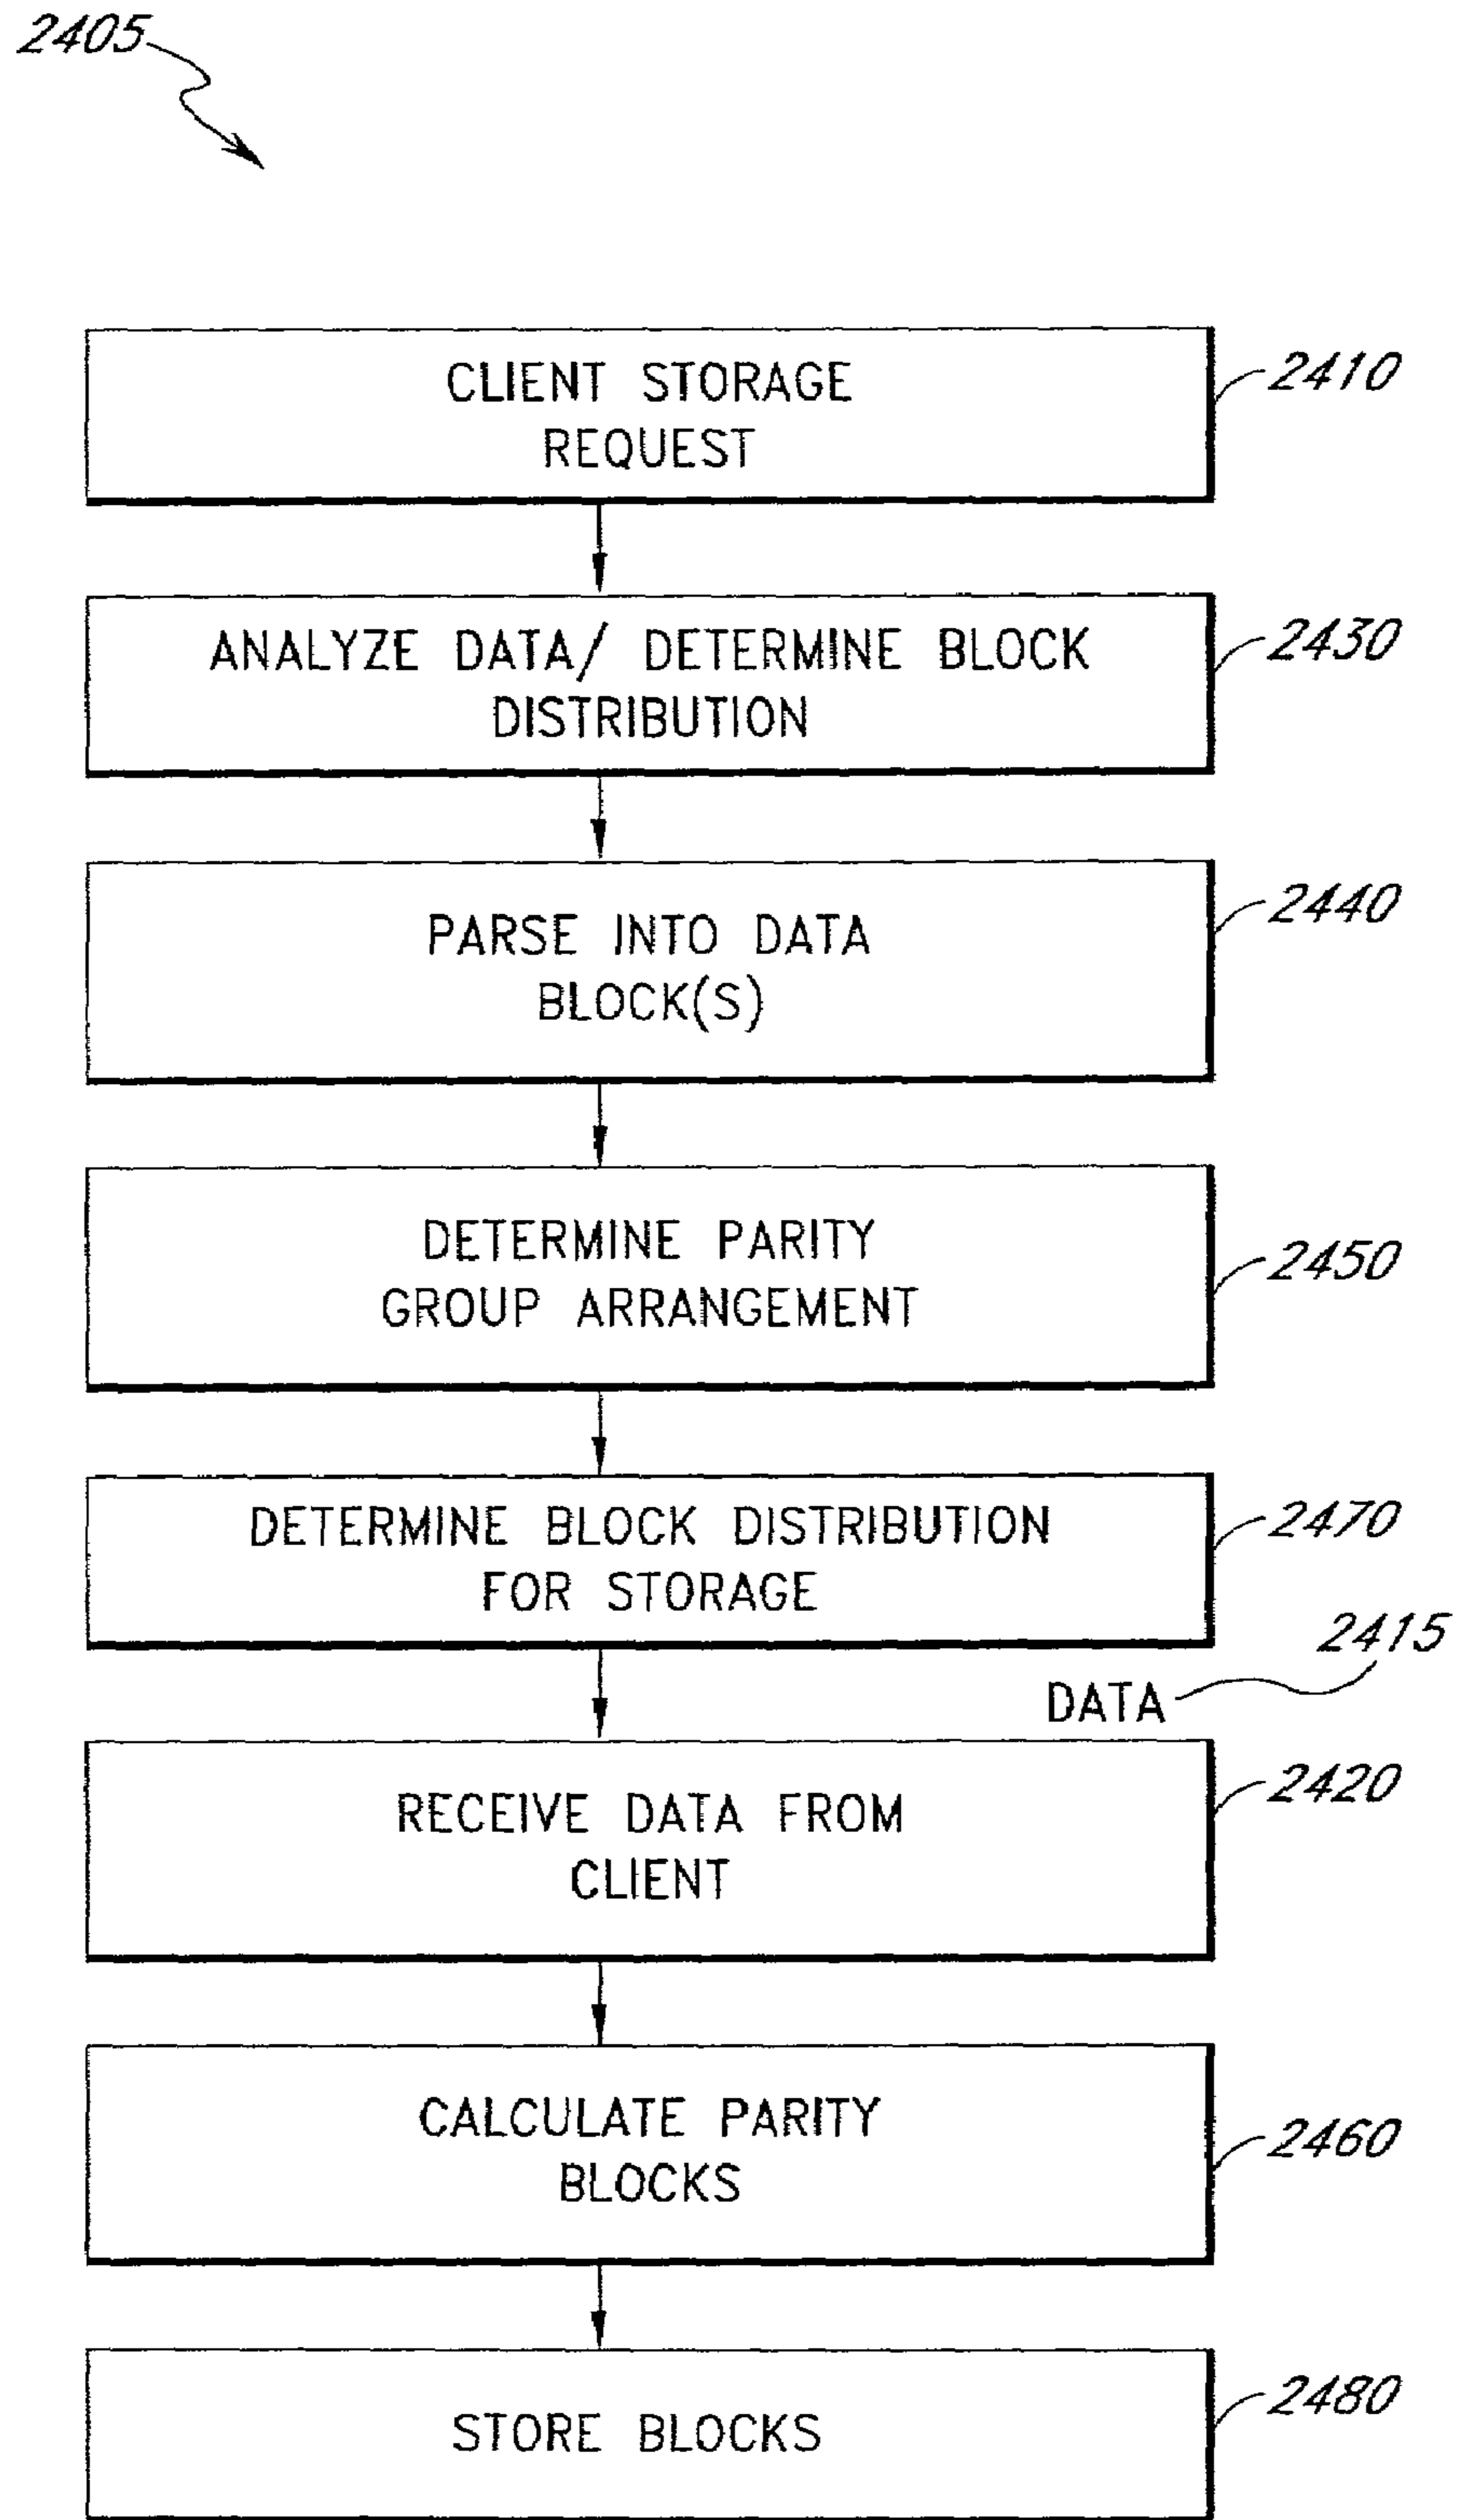 2405
CLIENT STORAGE
REQUEST
2410
ANALYZE DATA/ DETERMINE BLOCK
DISTRIBUTION
2430
PARSE INTO DATA
BLOCK(S)
2440
DETERMINE PARITY
GROUP ARRANGEMENT
2450
DETERMINE BLOCK DISTRIBUTION
FOR STORAGE
2470
2415
DATA
RECEIVE DATA FROM
CLIENT
2420
CALCULATE PARITY
BLOCKS
2460
STORE BLOCKS
2480